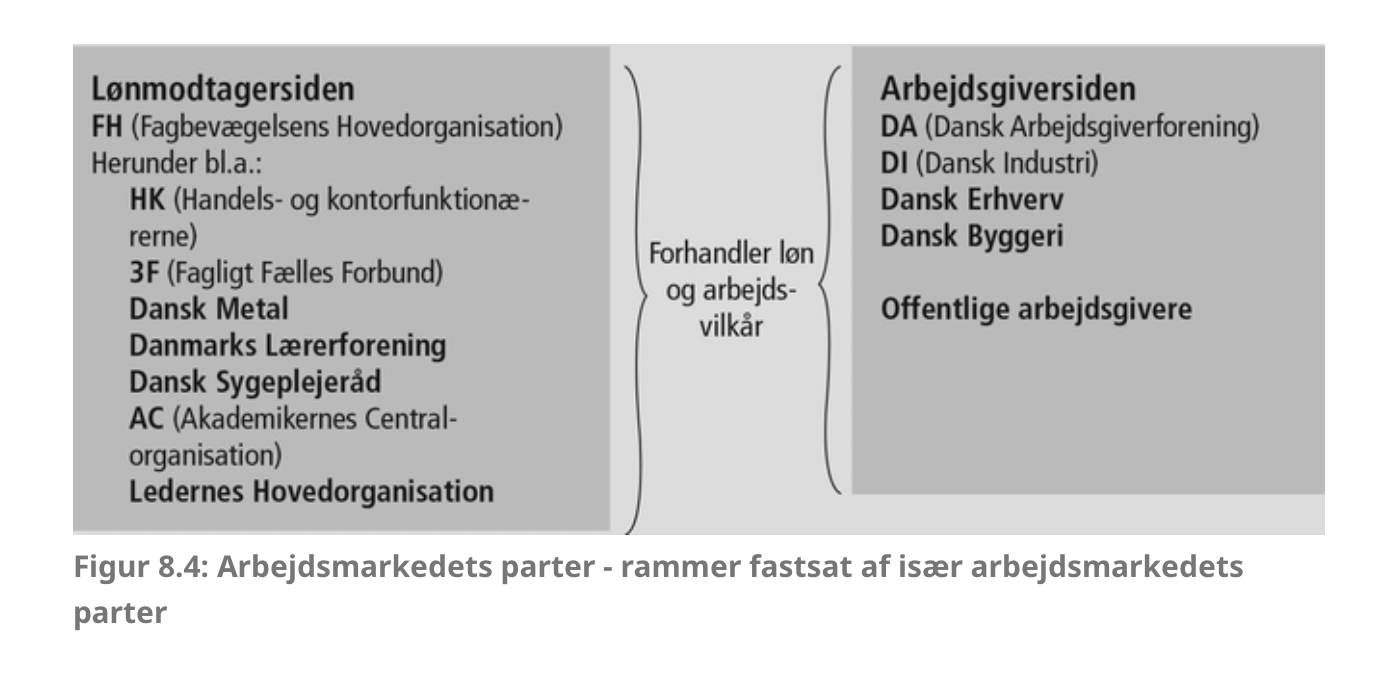 Lønmodtagersiden
FH (Fagbevægelsens Hovedorganisation)
Herunder bl.a.:
HK (Handels- og kontorfunktionæ-
rerne)
3F (Fagligt Fælles Forbund)
Dansk Metal
Danmarks Lærerforening
Dansk Sygeplejeråd
AC (Akademikernes Central-
organisation)
Ledernes Hovedorganisation
Forhandler løn
og arbejds-
vilkår
Arbejdsgiversiden
DA (Dansk Arbejdsgiverforening)
DI (Dansk Industri)
Dansk Erhverv
Dansk Byggeri
Offentlige arbejdsgivere
Figur 8.4: Arbejdsmarkedets parter - rammer fastsat af især arbejdsmarkedets
parter